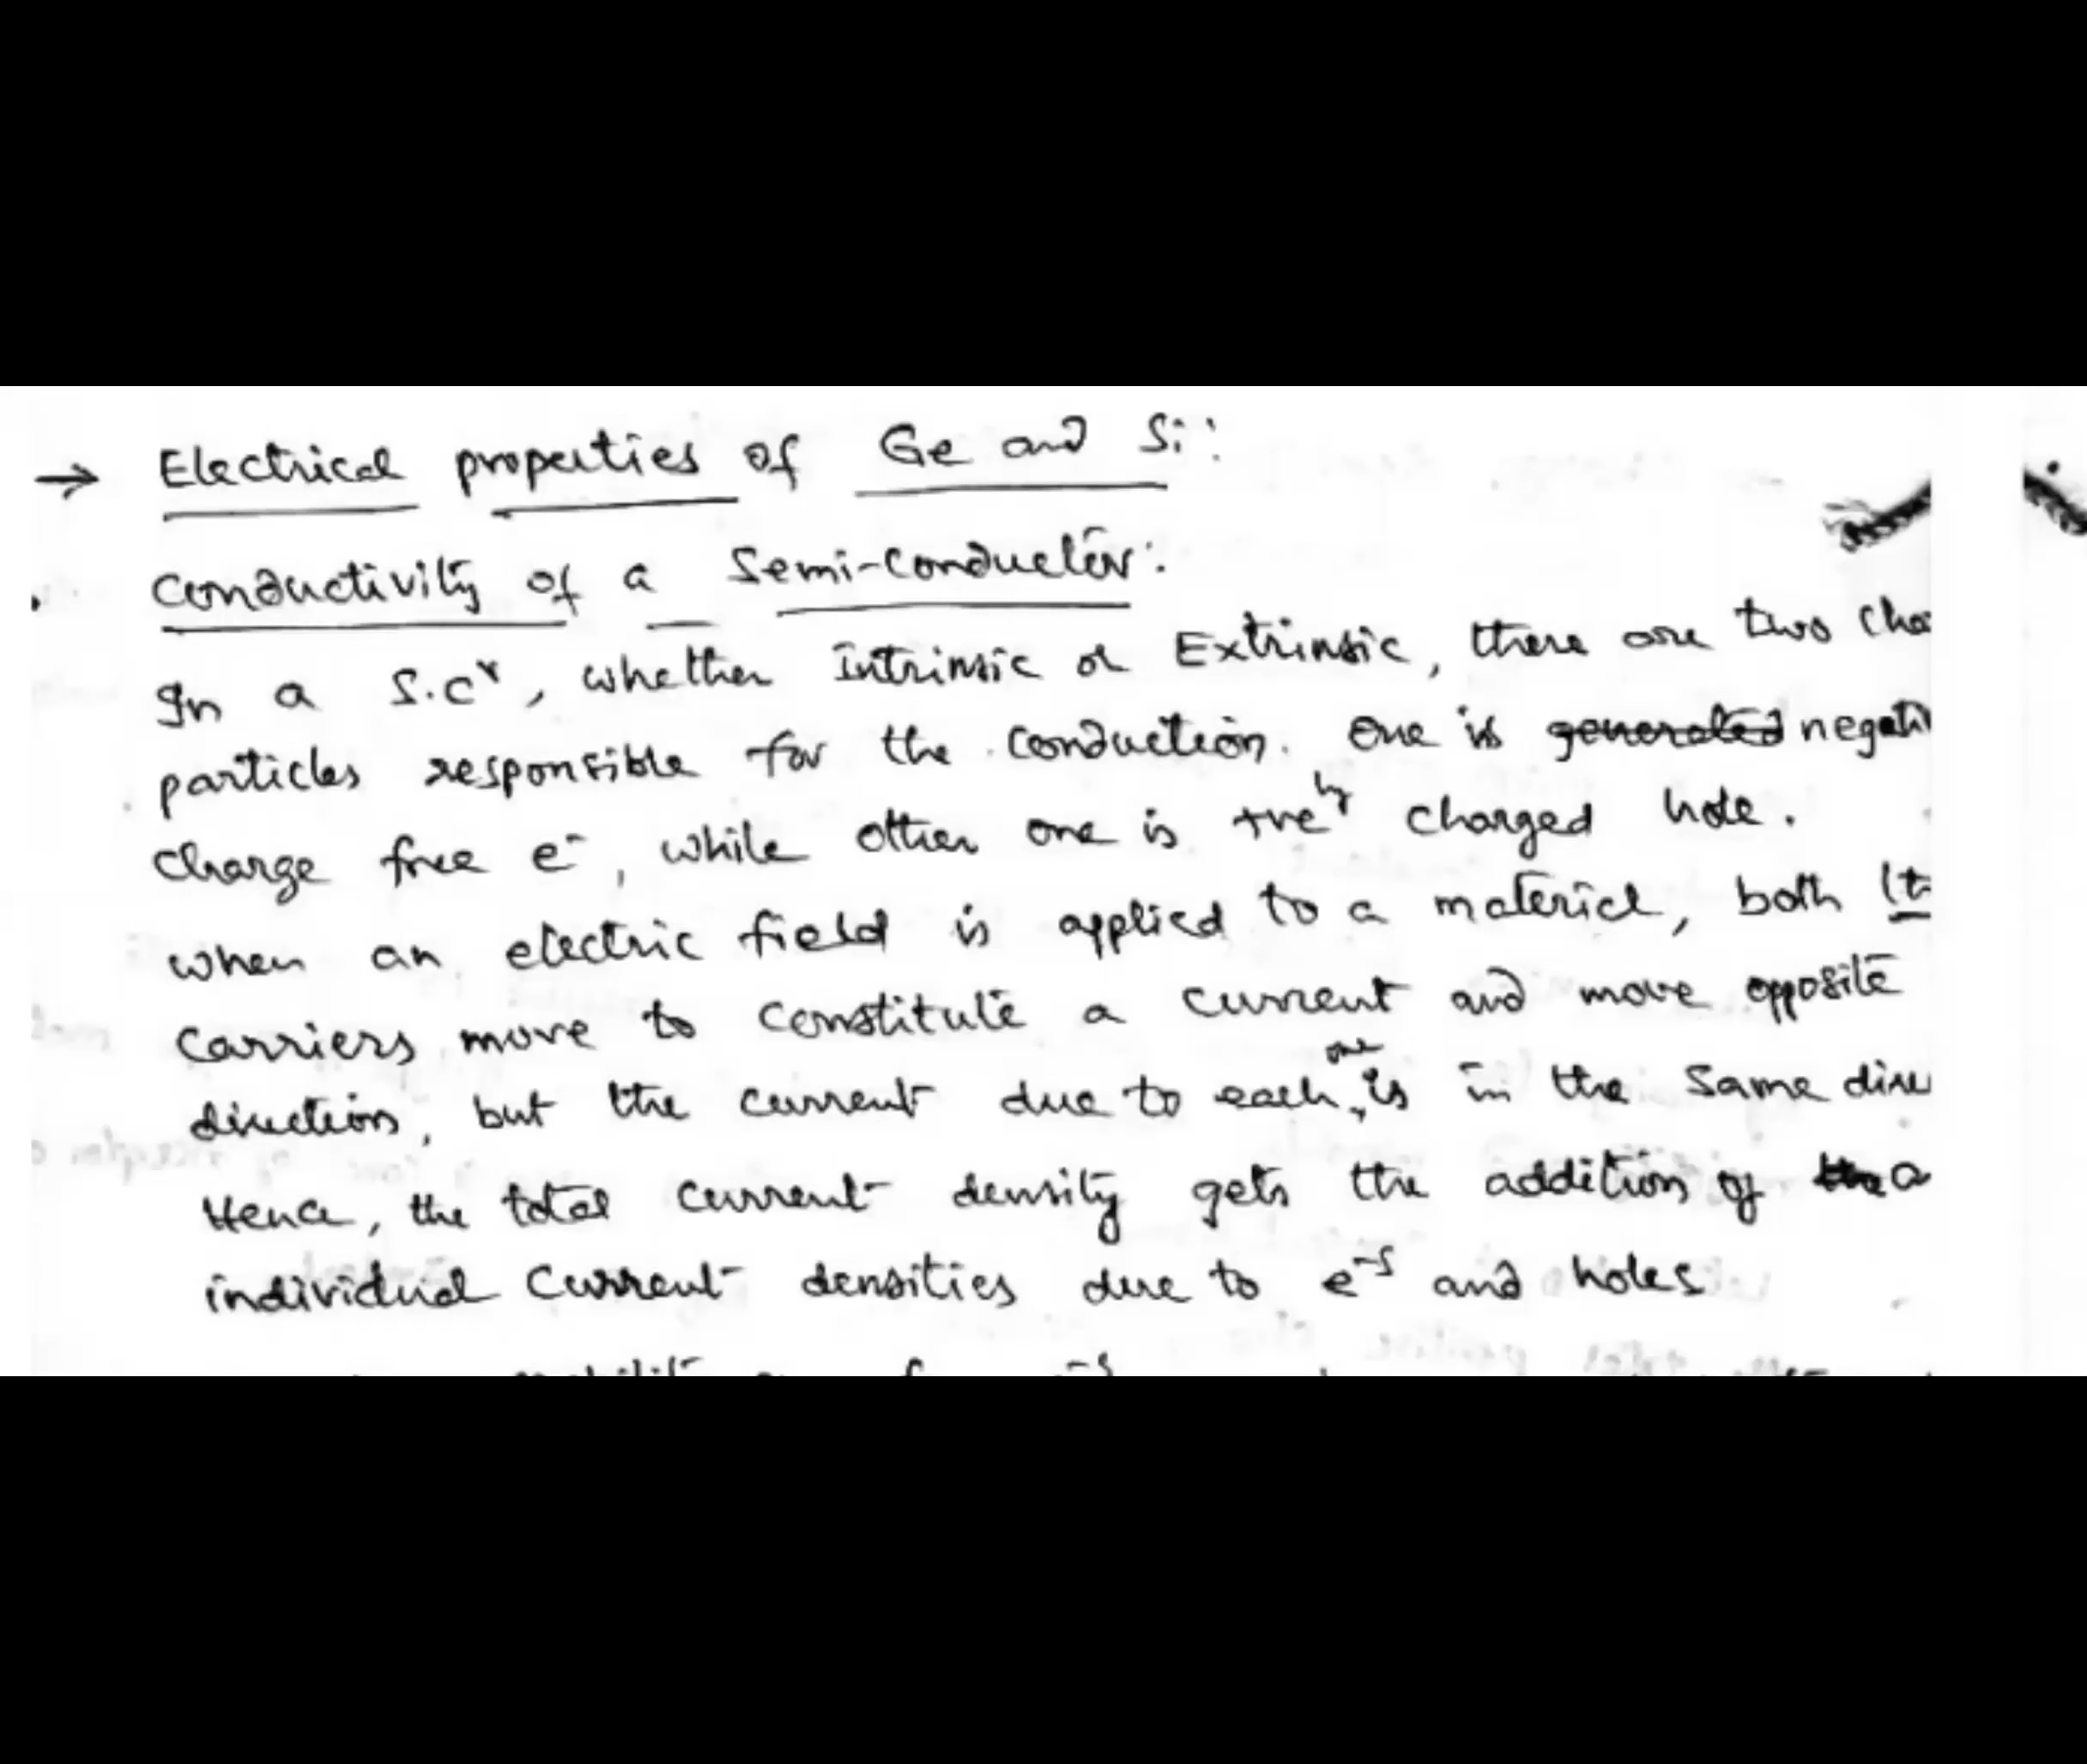 → Electrical properties of Ge and Si:
Conductivity of a Semi-conductor:
In a S.Cr, whether Intrinsic or Extrinsic, there are two cha
particles responsible for the conduction. One is generated negati
charge free e-, while other one is +vely charged hole.
when an electric field is applied to a material, both the
carriers move to constitute a current and move opposite
direction, but the current due to each one is in the same dire
Hence, the total current density gets the addition of the
individual Current densities due to e-s and holes